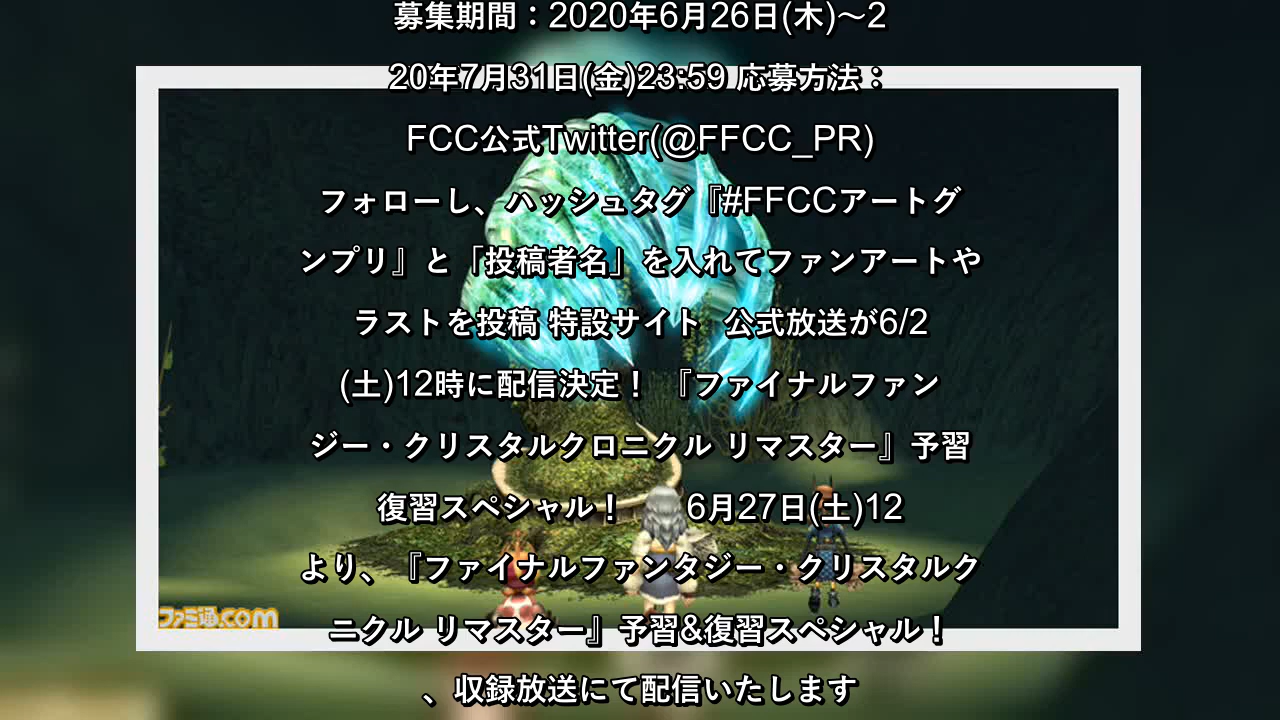 募集期間：2020年6月26日(木)～2
20年7月31日(金)23:59 応募方法：
FCC公式Twitter(@FFCC_PR)
フォローし、ハッシュタグ『#FFCCアートグ
ンプリ』と「投稿者名」を入れてファンアートや
ラストを投稿 特設サイト 公式放送が6/2
(土)12時に配信決定！ 『ファイナルファン
ジー・クリスタルクロニクル リマスター』予習
復習スペシャル！ 6月27日(土)12
より、『ファイナルファンタジー・クリスタルク
ニクル リマスター』予習&復習スペシャル！
、収録放送にて配信いたします
ファミ通.com